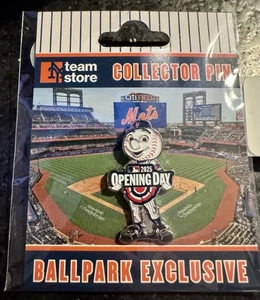 team
store
COLLECTOR PIN
Mets
2025
OPENING DAY
BALLPARK EXCLUSIVE